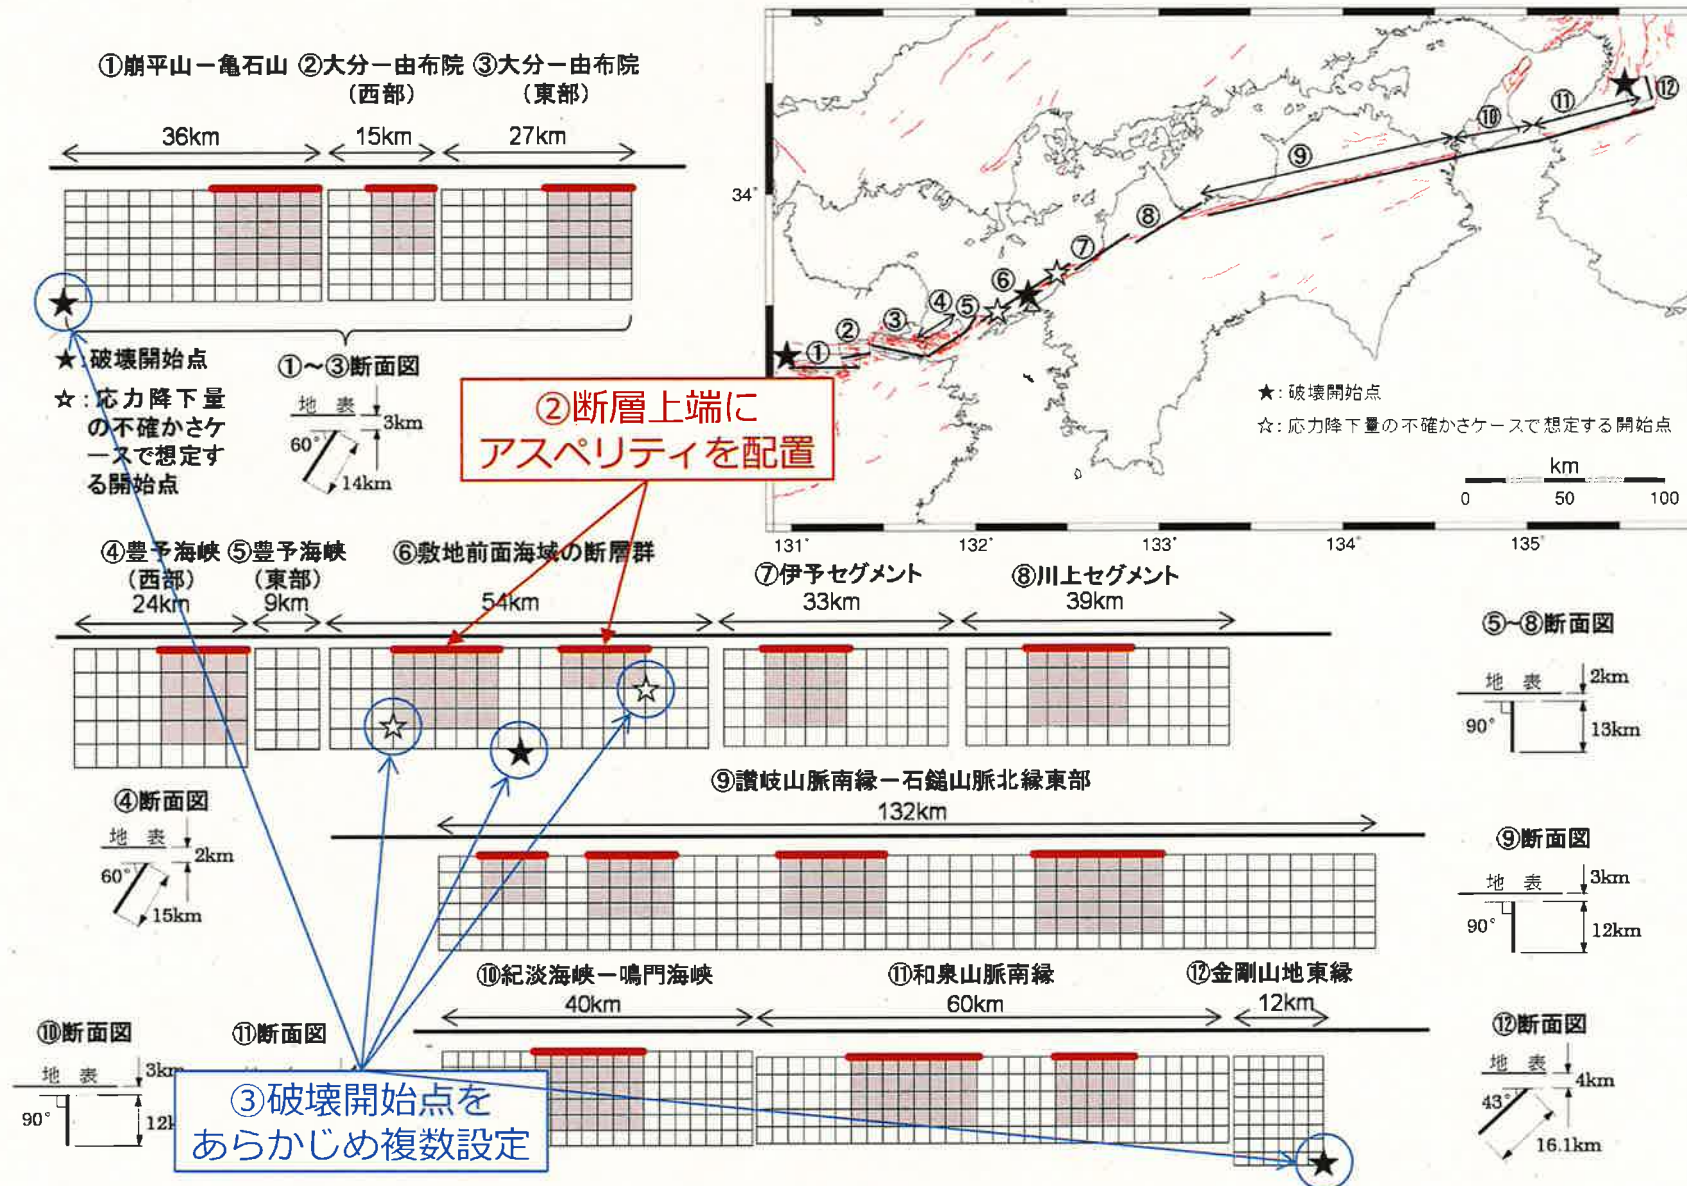 ①崩平山－亀石山 ②大分－由布院 ③大分－由布院
(西部) (東部)
36km 15km 27km
★:破壊開始点
☆:応力降下量
の不確かさケ
ースで想定す
る開始点
①～③断面図
地表
3km
60°
14km
②断層上端に
アスペリティを配置
34°
131° 132° 133° 134° 135°
① ② ③ ④ ⑤ ⑥ ⑦ ⑧ ⑨ ⑩ ⑪ ⑫
★: 破壊開始点
☆: 応力降下量の不確かさケースで想定する開始点
km
0 50 100
④豊予海峡 ⑤豊予海峡 ⑥敷地前面海域の断層群
(西部) (東部)
24km 9km 54km
⑦伊予セグメント ⑧川上セグメント
33km 39km
⑤~⑧断面図
地表
2km
90°
13km
④断面図
地表
2km
60°
15km
⑨讃岐山脈南縁－石鎚山脈北縁東部
132km
⑨断面図
地表
3km
90°
12km
⑩紀淡海峡－鳴門海峡 ⑪和泉山脈南縁 ⑫金剛山地東縁
40km 60km 12km
⑩断面図
地表
3km
90°
⑪断面図
③破壊開始点を
あらかじめ複数設定
⑫断面図
地表
4km
43°
16.1km